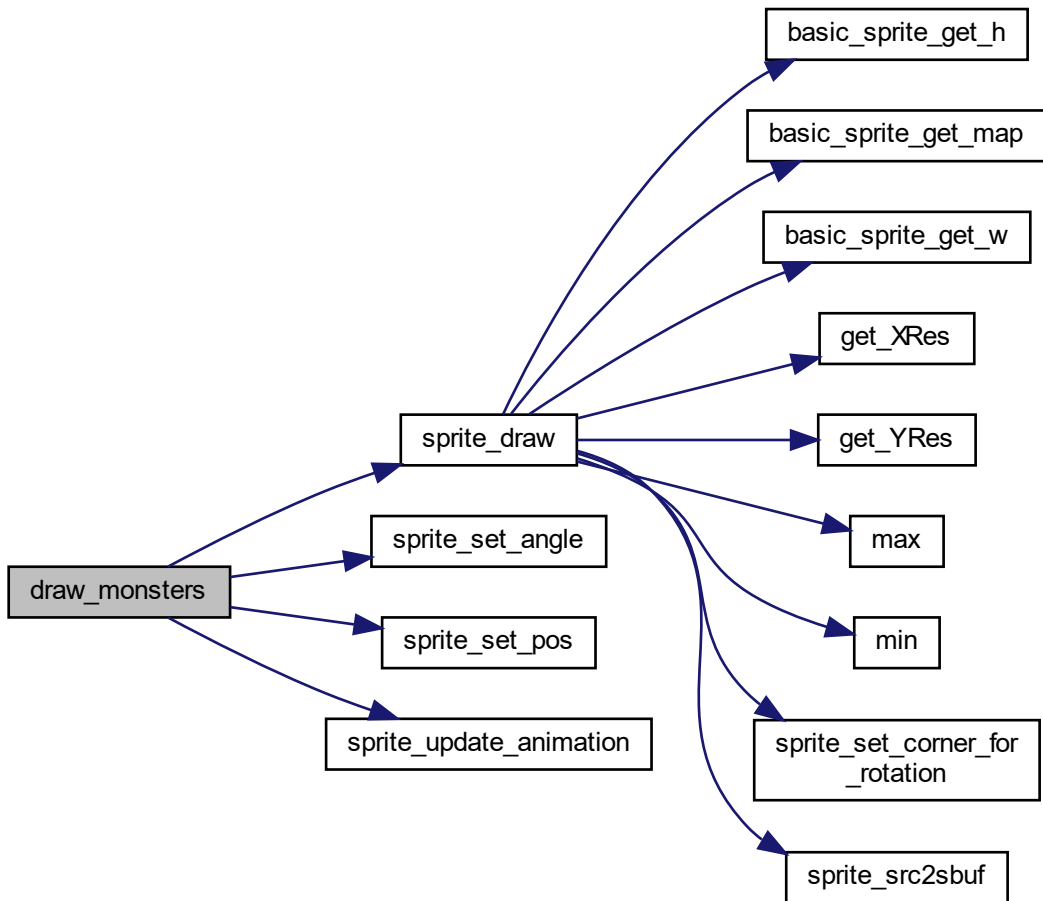 basic_sprite_get_h
basic_sprite_get_map
basic_sprite_get_w
get_XRes
sprite_draw
get_YRes
sprite_set_angle
max
draw_monsters
sprite_set_pos
min
sprite_update_animation
sprite_set_corner_for
_rotation
sprite_src2sbuf